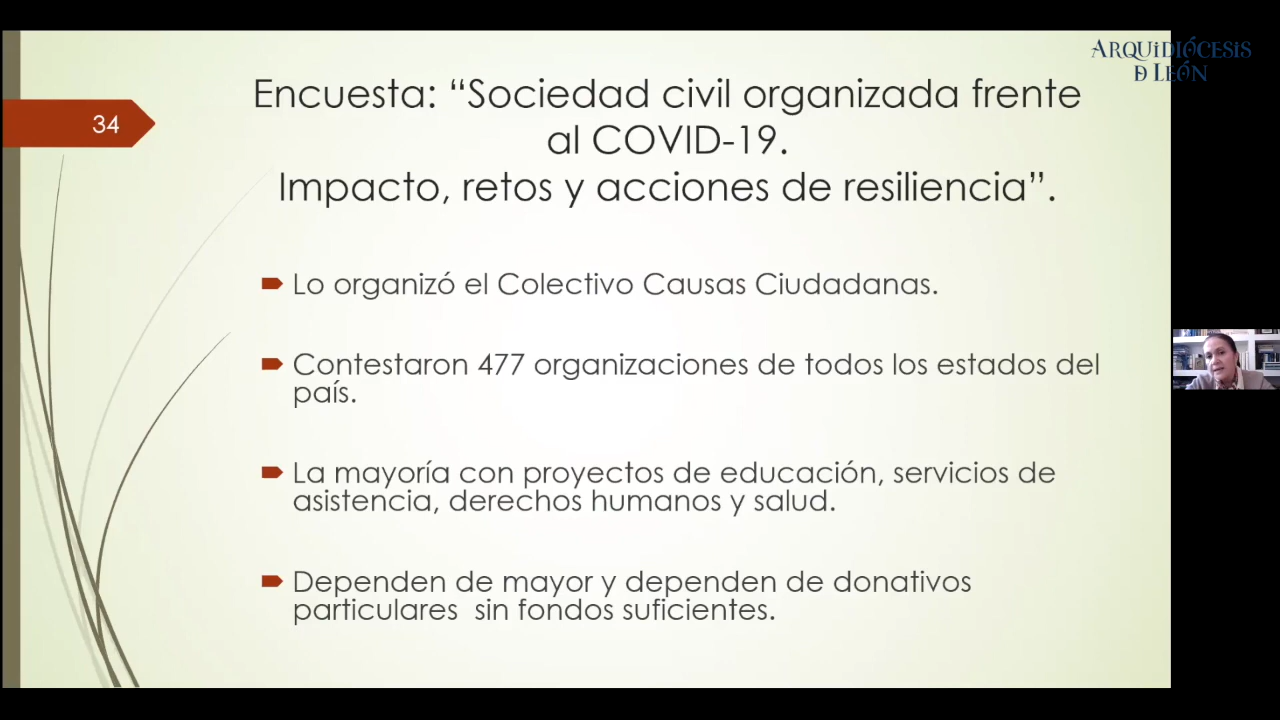 ARQUiDIÓCESiS
D LEÓN
34
Encuesta: “Sociedad civil organizada frente
al COVID-19.
Impacto, retos y acciones de resiliencia”.
Lo organizó el Colectivo Causas Ciudadanas.
Contestaron 477 organizaciones de todos los estados del
país.
La mayoría con proyectos de educación, servicios de
asistencia, derechos humanos y salud.
Dependen de mayor y dependen de donativos
particulares sin fondos suficientes.